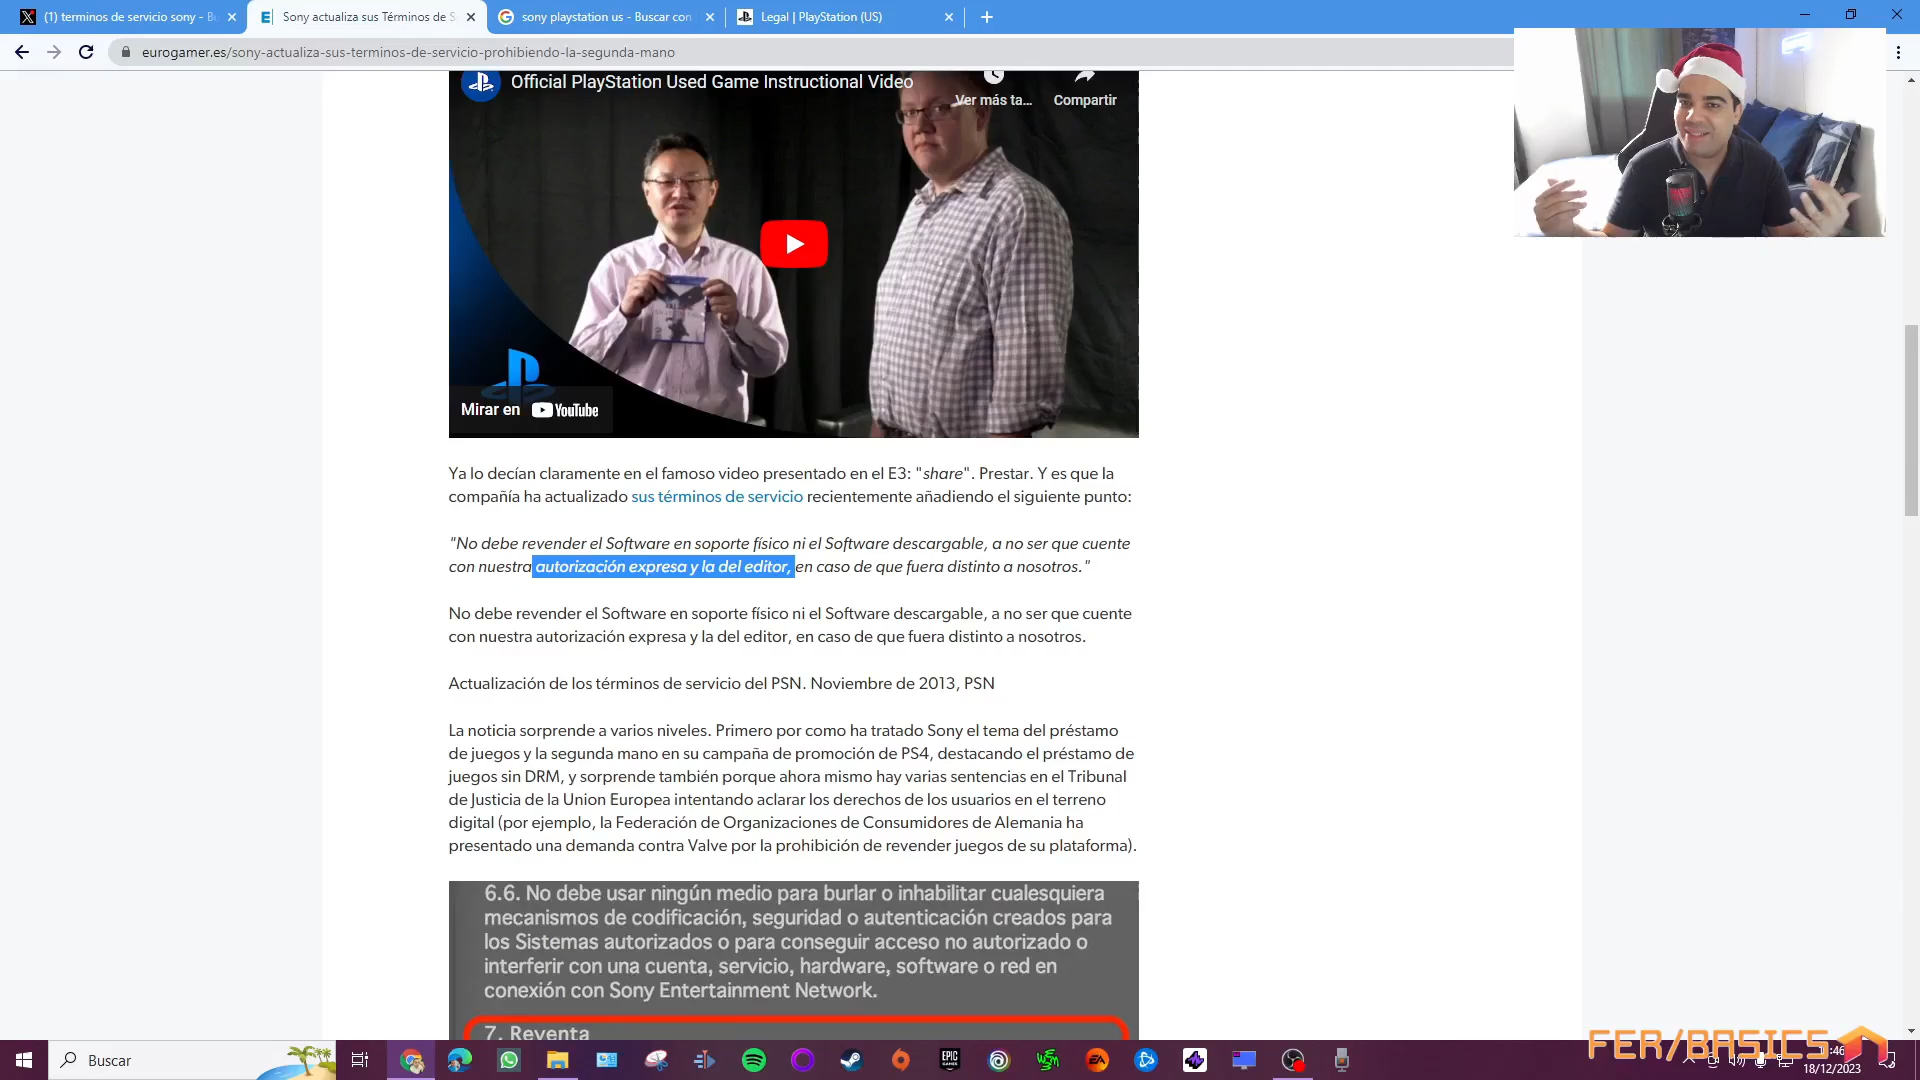 (1) terminos de servicio sony - B
Sony actualiza sus Términos de S
sony playstation us - Buscar con
Legal | PlayStation (US)
eurogamer.es/sony-actualiza-sus-terminos-de-servicio-prohibiendo-la-segunda-mano
Official PlayStation Used Game Instructional Video
Ver más ta...
Compartir
Mirar en YouTube
Ya lo decían claramente en el famoso video presentado en el E3: "share". Prestar. Y es que la
compañía ha actualizado sus términos de servicio recientemente añadiendo el siguiente punto:
"No debe revender el Software en soporte físico ni el Software descargable, a no ser que cuente
con nuestra autorización expresa y la del editor, en caso de que fuera distinto a nosotros."
No debe revender el Software en soporte físico ni el Software descargable, a no ser que cuente
con nuestra autorización expresa y la del editor, en caso de que fuera distinto a nosotros.
Actualización de los términos de servicio del PSN. Noviembre de 2013, PSN
La noticia sorprende a varios niveles. Primero por como ha tratado Sony el tema del préstamo
de juegos y la segunda mano en su campaña de promoción de PS4, destacando el préstamo de
juegos sin DRM, y sorprende también porque ahora mismo hay varias sentencias en el Tribunal
de Justicia de la Union Europea intentando aclarar los derechos de los usuarios en el terreno
digital (por ejemplo, la Federación de Organizaciones de Consumidores de Alemania ha
presentado una demanda contra Valve por la prohibición de revender juegos de su plataforma).
6.6. No debe usar ningún medio para burlar o inhabilitar cualesquiera
mecanismos de codificación, seguridad o autenticación creados para
los Sistemas autorizados o para conseguir acceso no autorizado o
interferir con una cuenta, servicio, hardware, software o red en
conexión con Sony Entertainment Network.
7. Reventa
Buscar
EPIC GAMES
EA
FER/BASICS
:46
18/12/2023